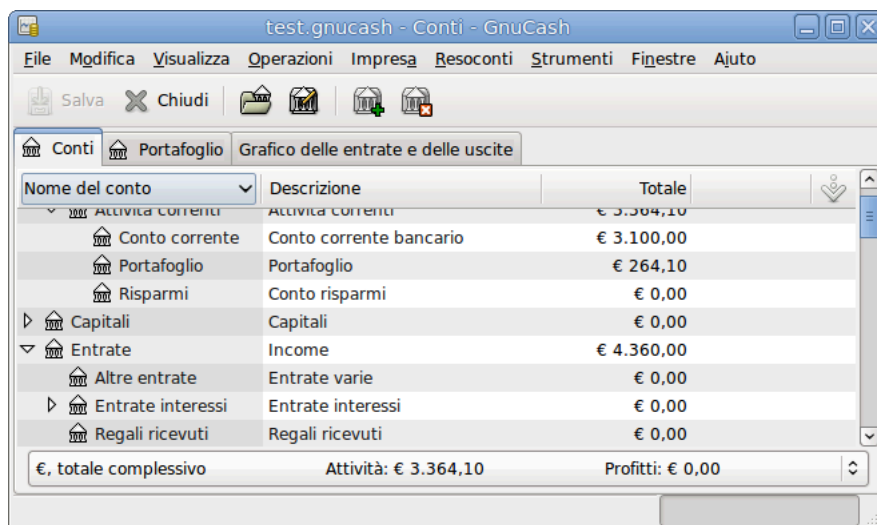 test.gnucash - Conti - GnuCash
File Modifica Visualizza Operazioni Impresa Resoconti Strumenti Finestre Aiuto
Salva Chiudi
Conti Portafoglio Grafico delle entrate e delle uscite
Nome del conto Descrizione Totale
Attività correnti Attività correnti
Conto corrente Conto corrente bancario € 3.100,00
Portafoglio Portafoglio € 264,10
Risparmi Conto risparmi € 0,00
Capitali Capitali € 0,00
Entrate Income € 4.360,00
Altre entrate Entrate varie € 0,00
Entrate interessi Entrate interessi € 0,00
Regali ricevuti Regali ricevuti € 0,00
€, totale complessivo Attività: € 3.364,10 Profitti: € 0,00